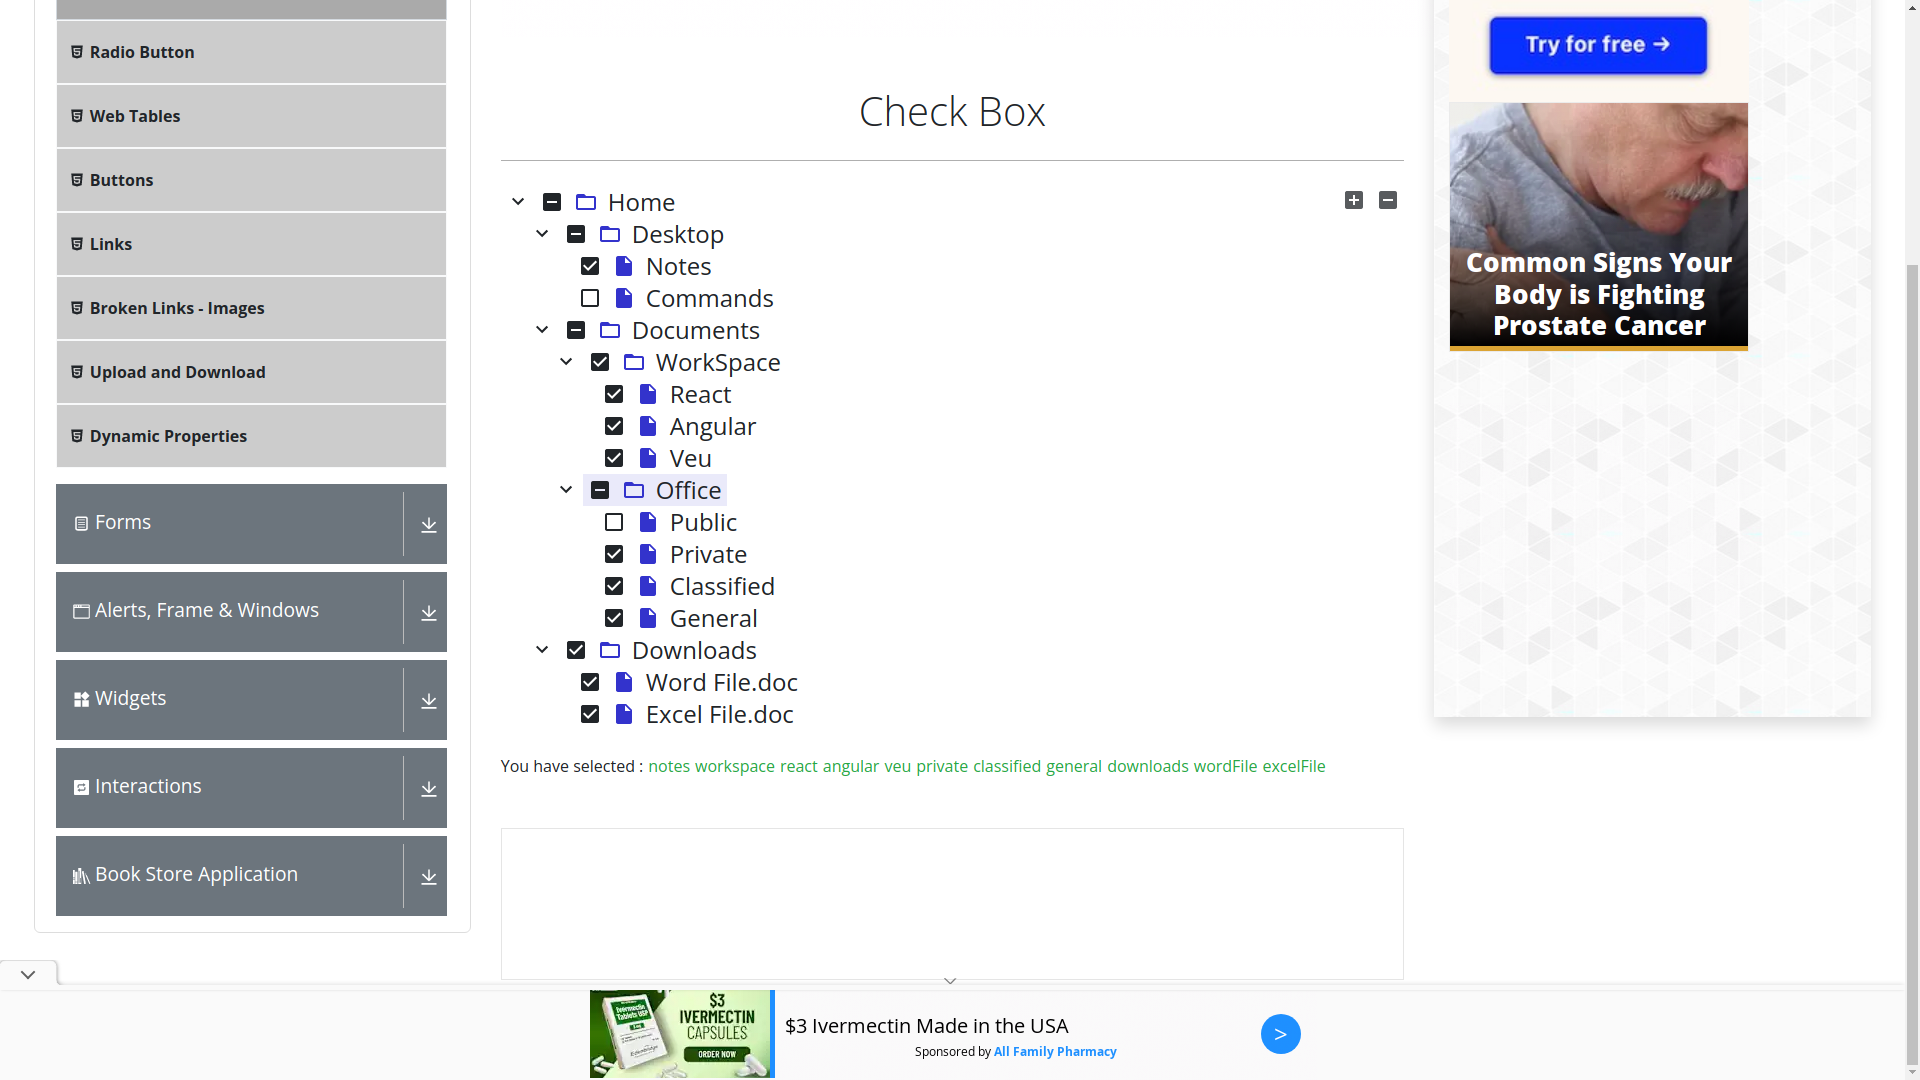 Radio Button
Web Tables
Buttons
Links
Broken Links - Images
Upload and Download
Dynamic Properties
Forms
Alerts, Frame & Windows
Widgets
Interactions
Book Store Application
Check Box
Home
Desktop
Notes
Commands
Documents
WorkSpace
React
Angular
Veu
Office
Public
Private
Classified
General
Downloads
Word File.doc
Excel File.doc
You have selected : notes workspace react angular veu private classified general downloads wordFile excelFile
Try for free →
Common Signs Your
Body is Fighting
Prostate Cancer
Ivermectin
Tablets USP
$3
IVERMECTIN
CAPSULES
ORDER NOW
$3 Ivermectin Made in the USA
Sponsored by All Family Pharmacy
>